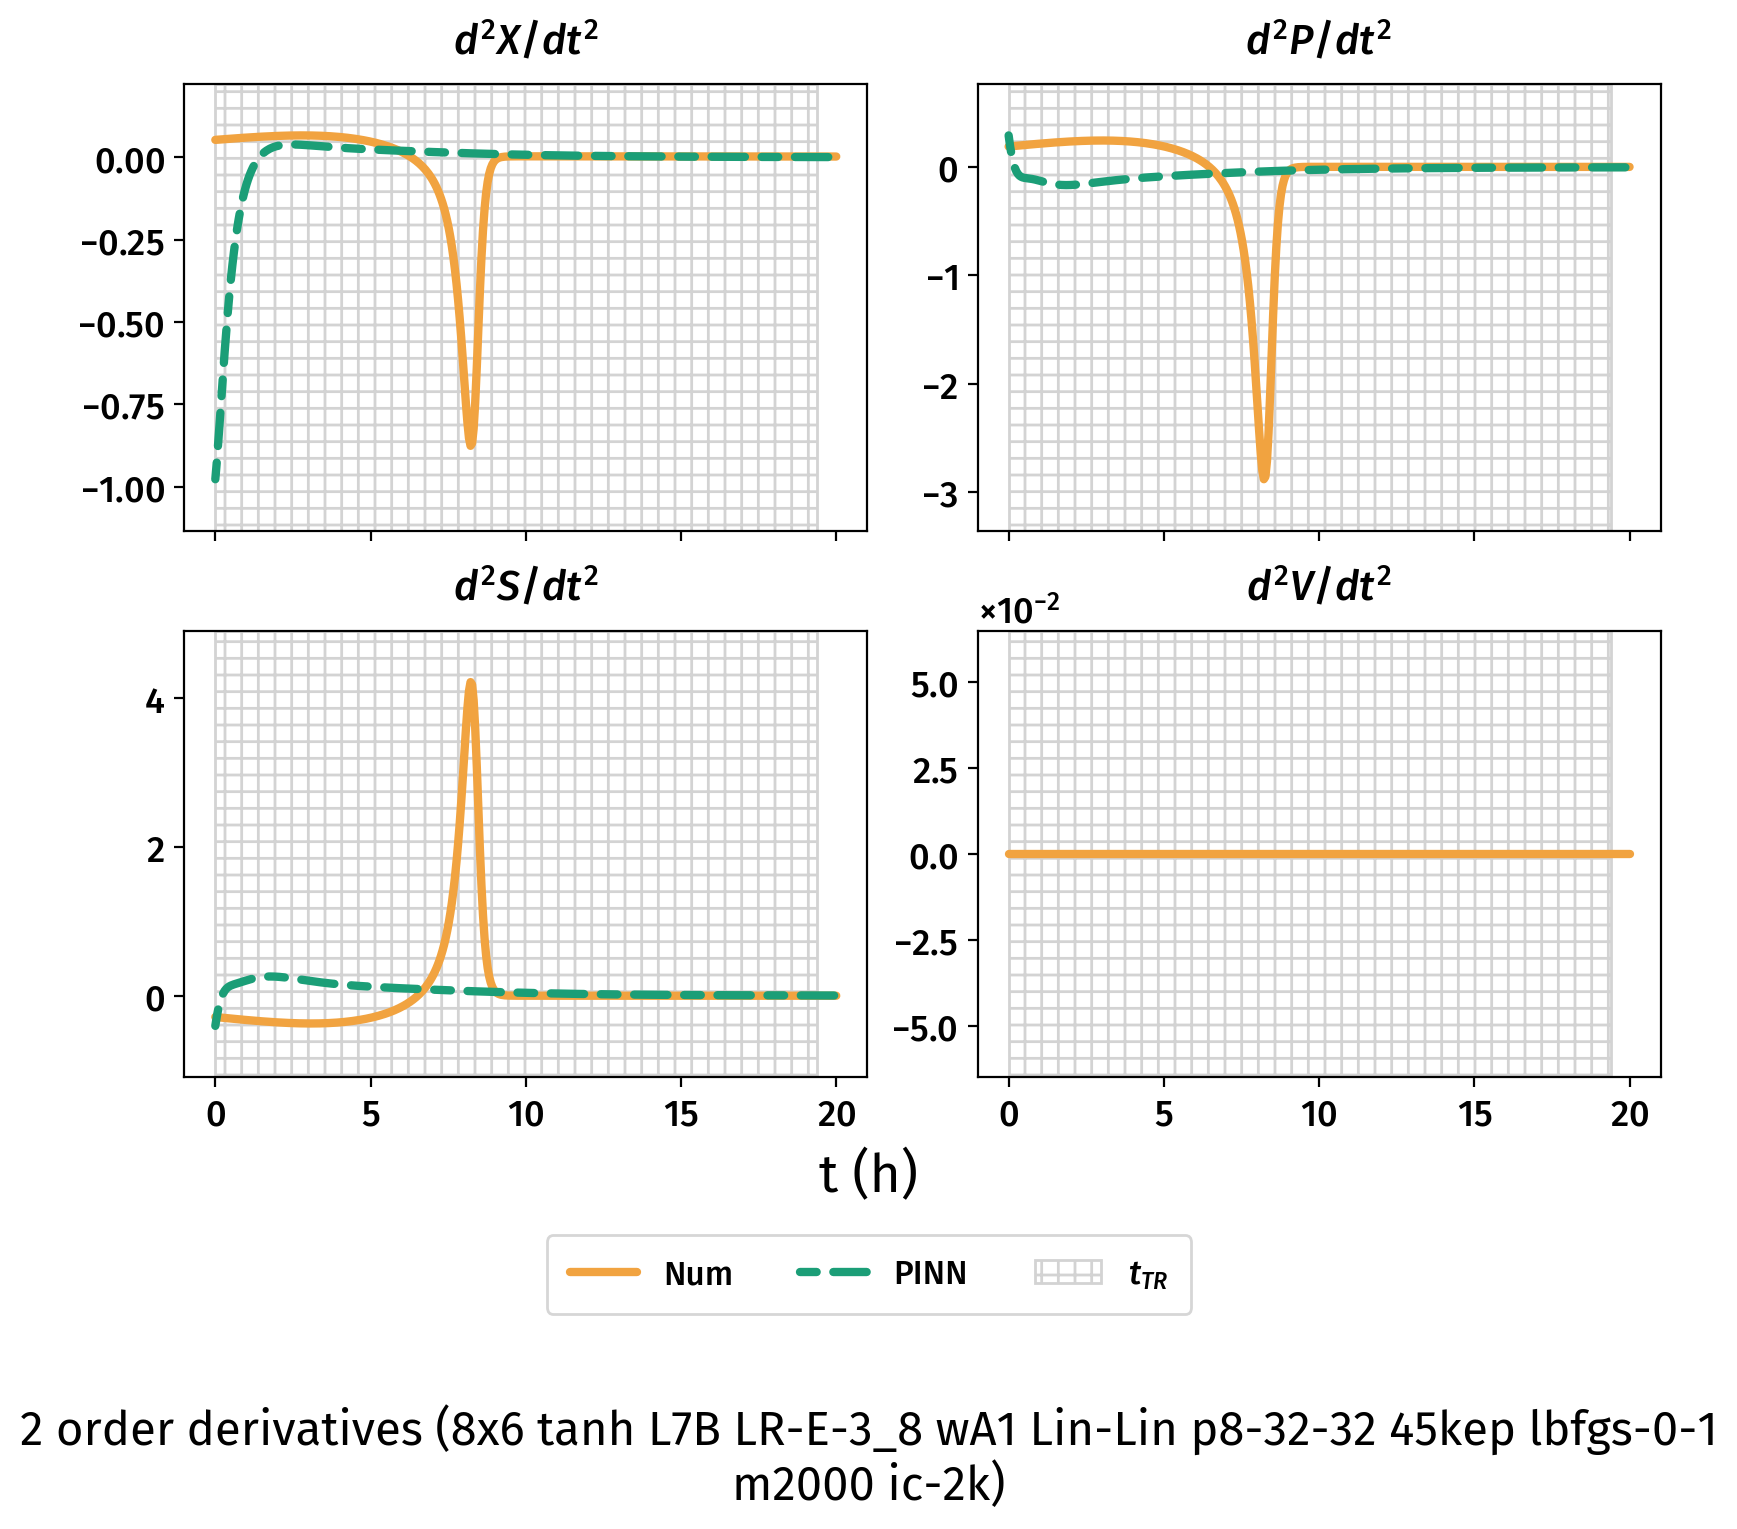 d²X/dt²
d²P/dt²
0.00
−0.25
−0.50
−0.75
−1.00
0
−1
−2
−3
d²S/dt²
d²V/dt²
×10⁻²
4
2
0
5.0
2.5
0.0
−2.5
−5.0
0 5 10 15 20
0 5 10 15 20
t (h)
Num PINN t_TR
2 order derivatives (8x6 tanh L7B LR-E-3_8 wA1 Lin-Lin p8-32-32 45kep lbfgs-0-1
m2000 ic-2k)